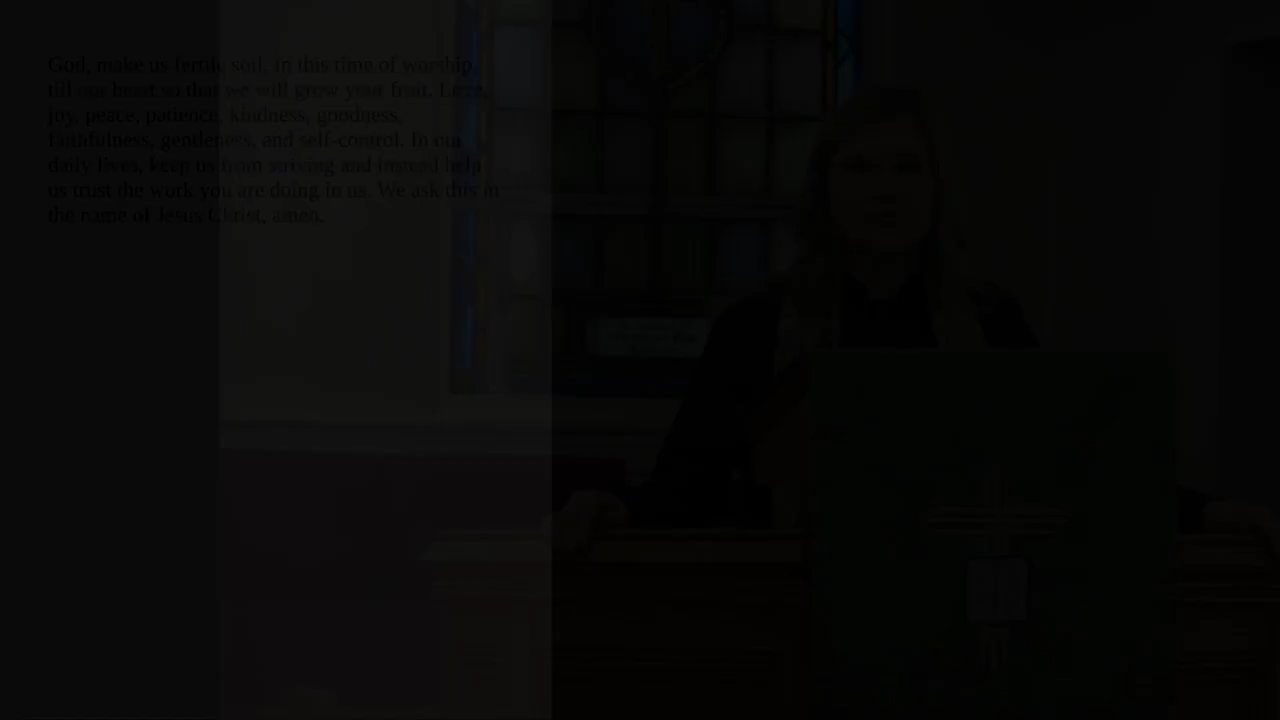 God, make us fertile soil. In this time of worship,
till our heart so that we will grow your fruit. Love,
joy, peace, patience, kindness, goodness,
faithfulness, gentleness, and self-control. In our
daily lives, keep us from striving and instead help
us trust the work you are doing in us. We ask this in
the name of Jesus Christ, amen.